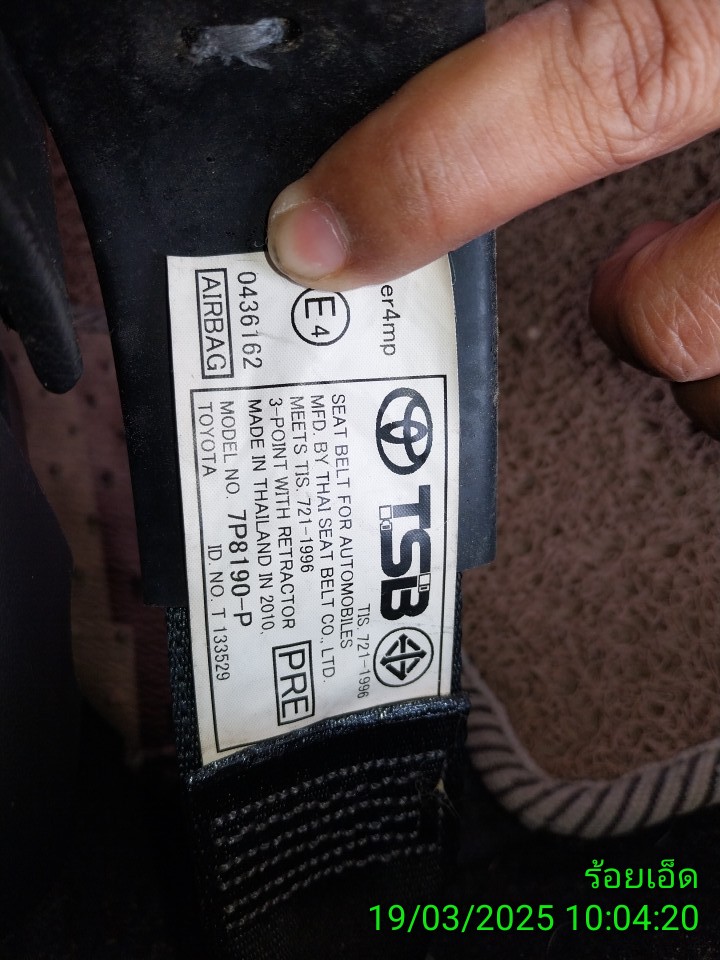 er4mp
E4
0436162
AIRBAG
TSB
TIS. 721-1996
SEAT BELT FOR AUTOMOBILES
MFD. BY THAI SEAT BELT CO., LTD.
MEETS TIS. 721-1996
3-POINT WITH RETRACTOR
MADE IN THAILAND IN 2010.
PRE
MODEL NO. 7P8190-P
TOYOTA ID. NO. T 133529
ร้อยเอ็ด
19/03/2025 10:04:20